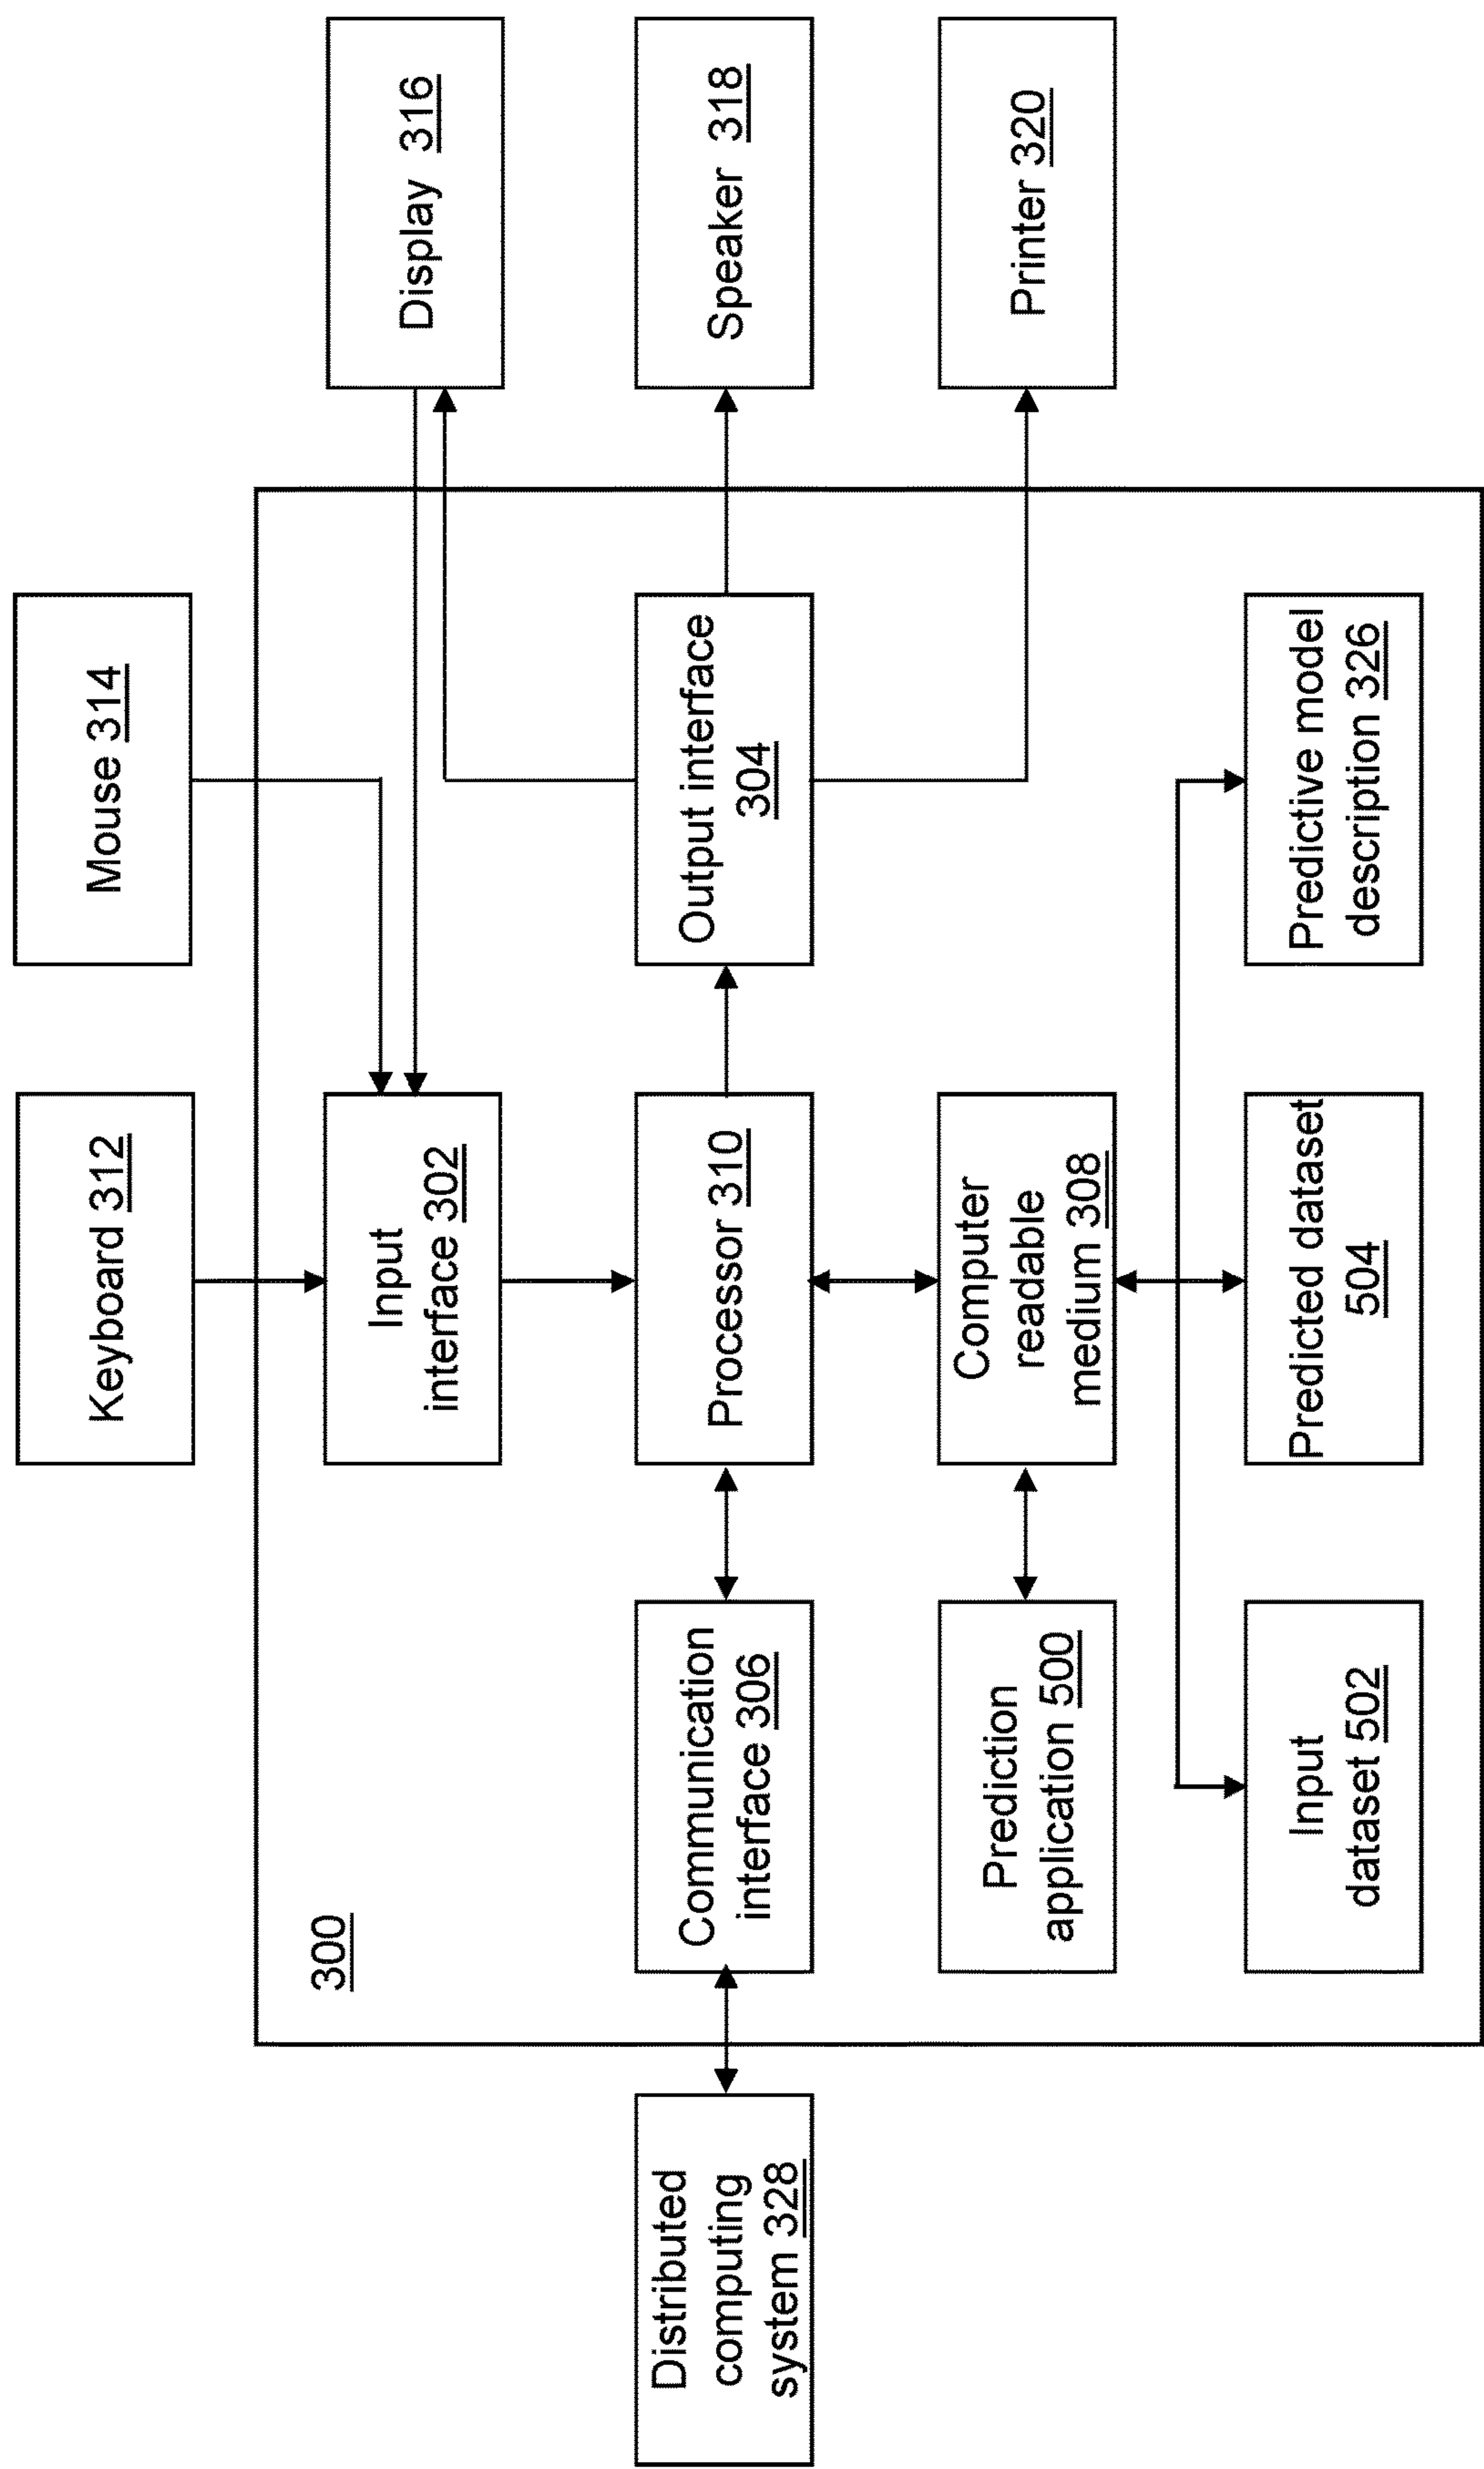 Keyboard 312
Mouse 314
300
Input
interface 302
Display 316
Distributed
computing
system 328
Communication
interface 306
Processor 310
Output interface
304
Speaker 318
Prediction
application 500
Computer
readable
medium 308
Printer 320
Input
dataset 502
Predicted dataset
504
Predictive model
description 326